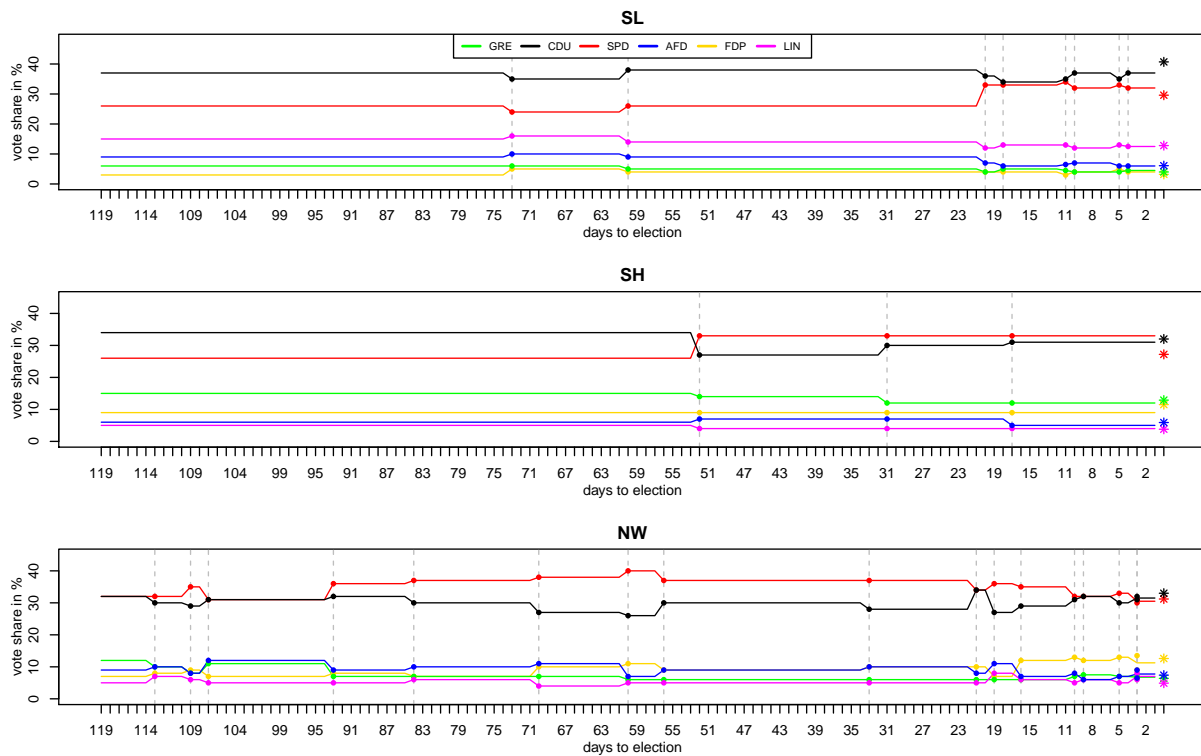 SL
GRE CDU SPD AFD FDP LIN
vote share in %
0 10 20 30 40
119 114 109 104 99 95 91 87 83 79 75 71 67 63 59 55 51 47 43 39 35 31 27 23 19 15 11 8 5 2
days to election
SH
vote share in %
0 10 20 30 40
119 114 109 104 99 95 91 87 83 79 75 71 67 63 59 55 51 47 43 39 35 31 27 23 19 15 11 8 5 2
days to election
NW
vote share in %
0 10 20 30 40
119 114 109 104 99 95 91 87 83 79 75 71 67 63 59 55 51 47 43 39 35 31 27 23 19 15 11 8 5 2
days to election